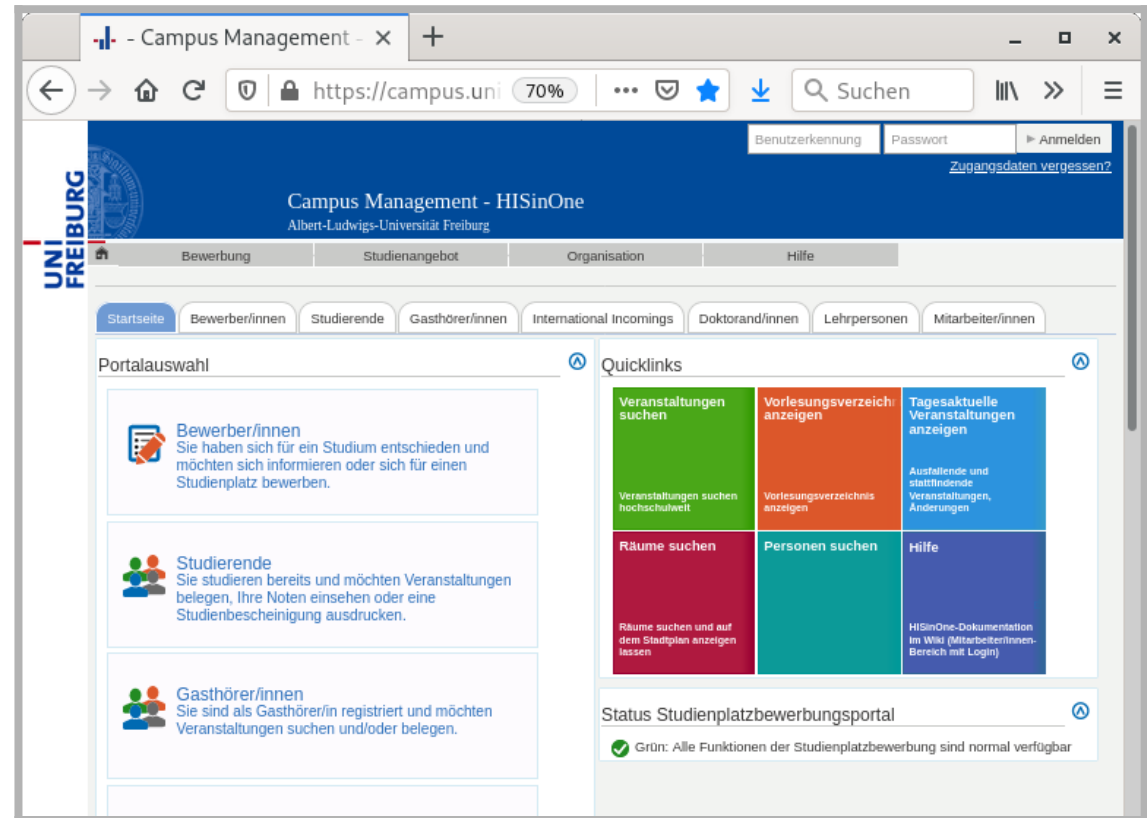 - Campus Management -
https://campus.uni
70%
Suchen
Benutzerkennung
Passwort
Anmelden
Zugangsdaten vergessen?
UNI
FREIBURG
Campus Management - HISinOne
Albert-Ludwigs-Universität Freiburg
Bewerbung
Studienangebot
Organisation
Hilfe
Startseite
Bewerber/innen
Studierende
Gasthörer/innen
International Incomings
Doktorand/innen
Lehrpersonen
Mitarbeiter/innen
Portalauswahl
Bewerber/innen
Sie haben sich für ein Studium entschieden und
möchten sich informieren oder sich für einen
Studienplatz bewerben.
Studierende
Sie studieren bereits und möchten Veranstaltungen
belegen, Ihre Noten einsehen oder eine
Studienbescheinigung ausdrucken.
Gasthörer/innen
Sie sind als Gasthörer/in registriert und möchten
Veranstaltungen suchen und/oder belegen.
Quicklinks
Veranstaltungen
suchen
Veranstaltungen suchen
hochschulweit
Vorlesungsverzeich
anzeigen
Vorlesungsverzeichnis
anzeigen
Tagesaktuelle
Veranstaltungen
anzeigen
Ausfallende und
stattfindende
Veranstaltungen,
Änderungen
Räume suchen
Räume suchen und auf
dem Stadtplan anzeigen
lassen
Personen suchen
Hilfe
HISinOne-Dokumentation
im Wiki (Mitarbeiter/innen-
Bereich mit Login)
Status Studienplatzbewerbungsportal
Grün: Alle Funktionen der Studienplatzbewerbung sind normal verfügbar